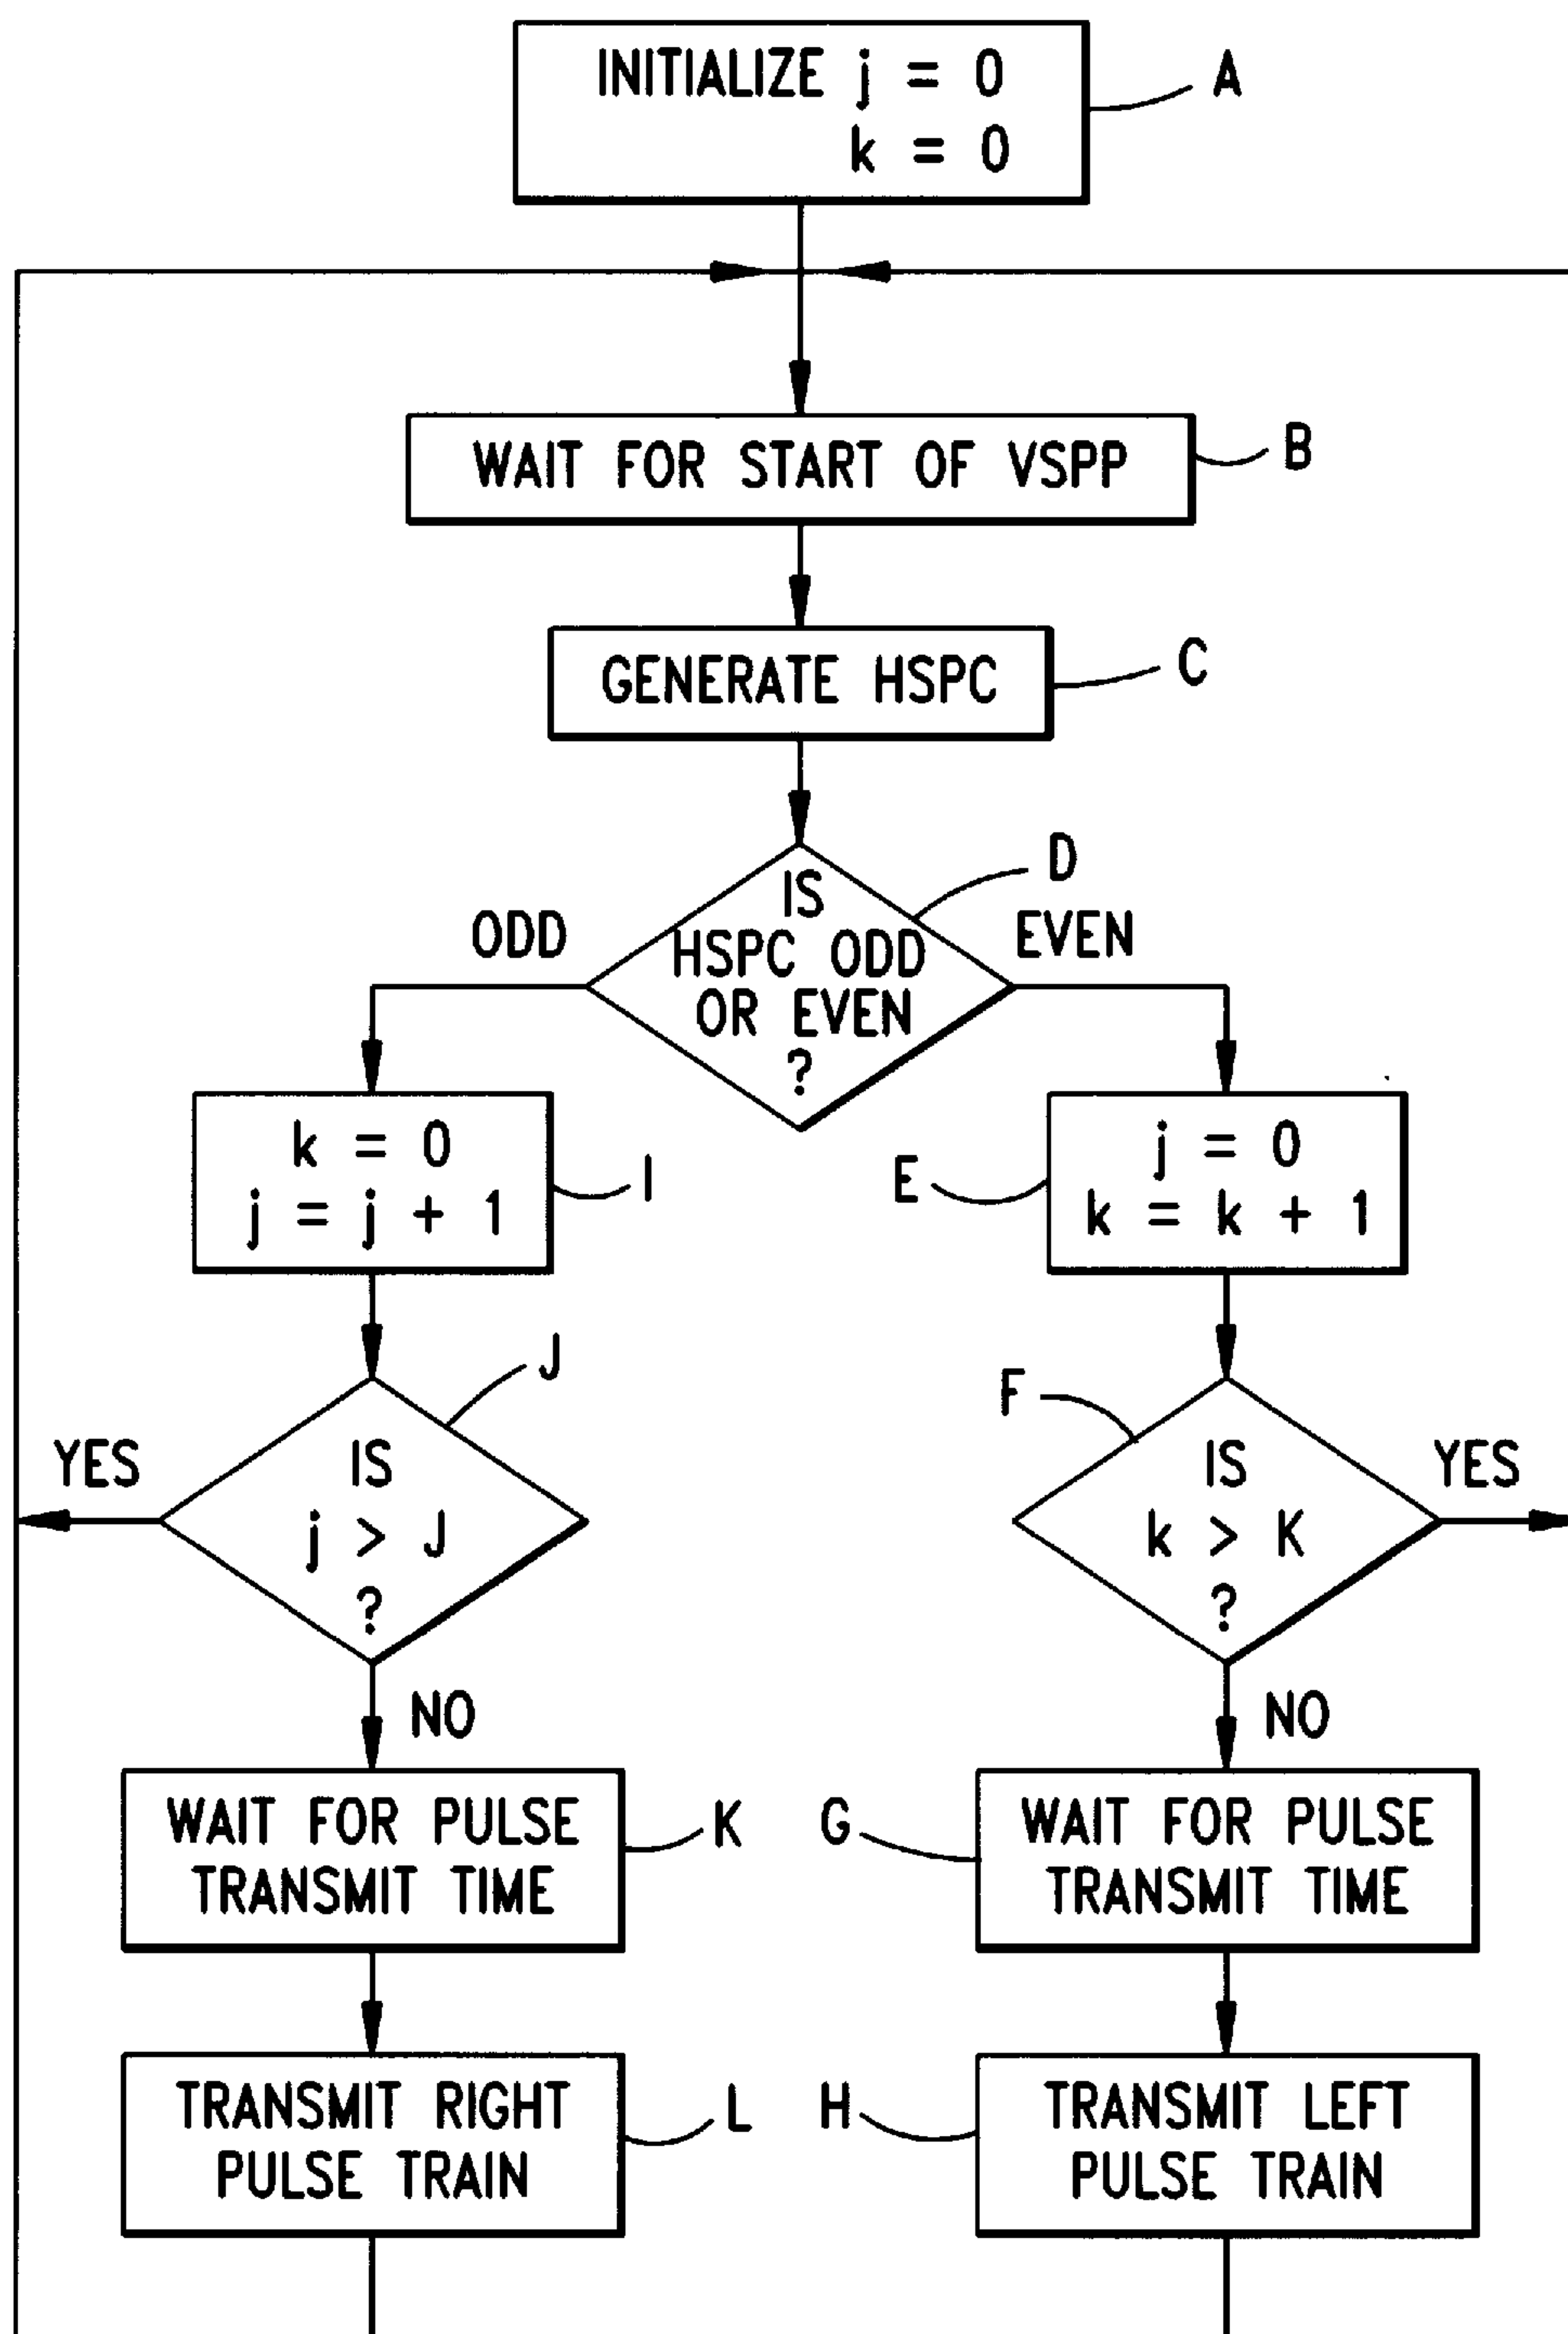 INITIALIZE j = 0
k = 0
A
WAIT FOR START OF VSPP
B
GENERATE HSPC
C
D
IS
HSPC ODD
OR EVEN
?
ODD
EVEN
k = 0
j = j + 1
I
E
j = 0
k = k + 1
J
F
YES
IS
j > J
?
IS
k > K
?
YES
NO
NO
WAIT FOR PULSE
TRANSMIT TIME
K
G
WAIT FOR PULSE
TRANSMIT TIME
TRANSMIT RIGHT
PULSE TRAIN
L
H
TRANSMIT LEFT
PULSE TRAIN